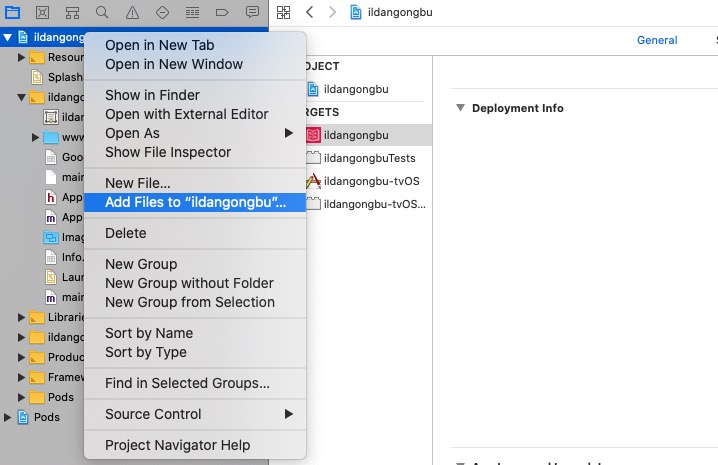 ildangongbu
General
ildangong
Open in New Tab
Open in New Window
Show in Finder
Open with External Editor
Open As
Show File Inspector
New File...
Add Files to “ildangongbu”...
Delete
New Group
New Group without Folder
New Group from Selection
Sort by Name
Sort by Type
Find in Selected Groups...
Source Control
Project Navigator Help
Resour
Splash
ildango
ildan
www
Goo
main
App
App
Imag
Info.
Laun
main
Librarie
ildango
Produc
Framew
Pods
Pods
OJECT
ildangongbu
RGETS
ildangongbu
ildangongbuTests
ildangongbu-tvOS
ildangongbu-tvOS...
Deployment Info